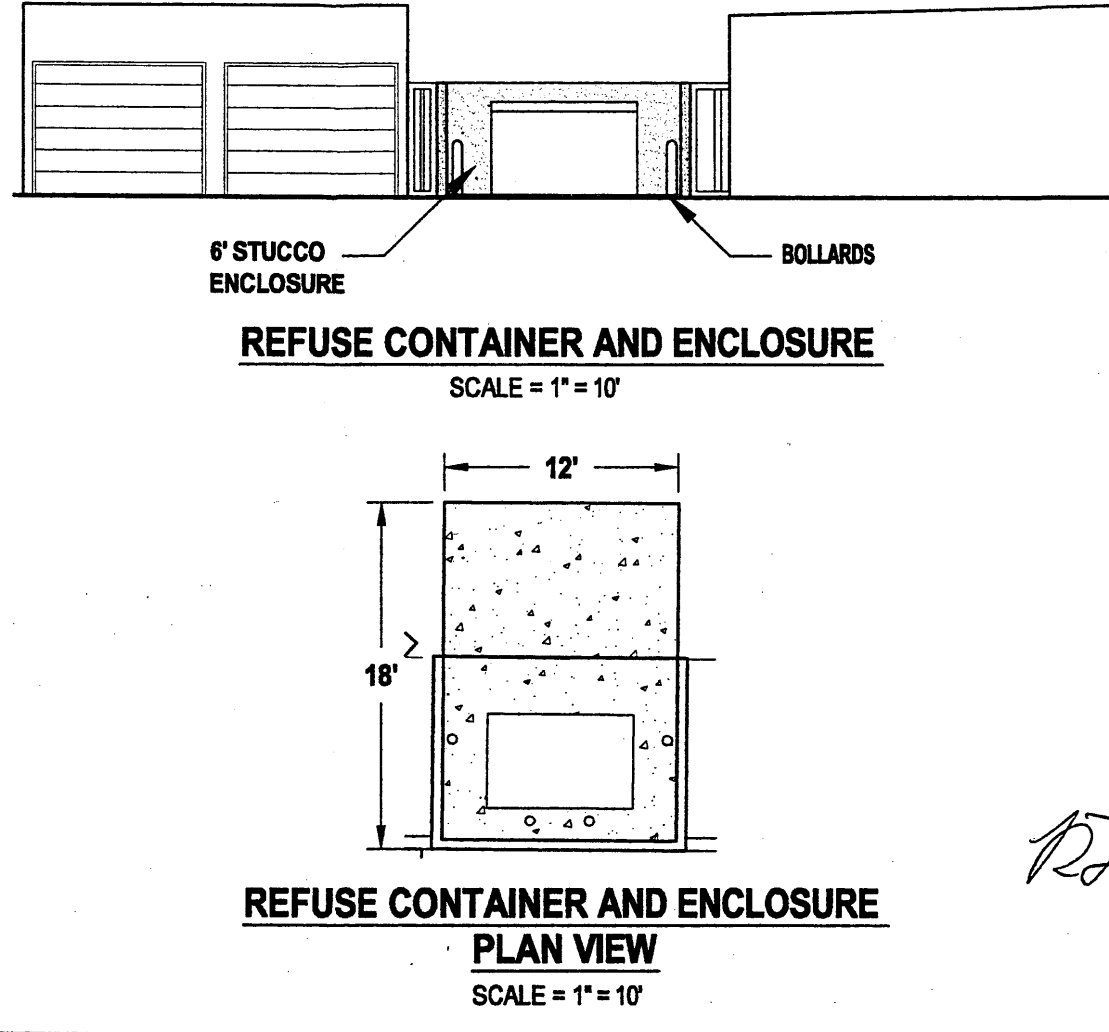 6' STUCCO
ENCLOSURE
BOLLARDS
REFUSE CONTAINER AND ENCLOSURE
SCALE = 1" = 10'
12'
18'
REFUSE CONTAINER AND ENCLOSURE
PLAN VIEW
SCALE = 1" = 10'